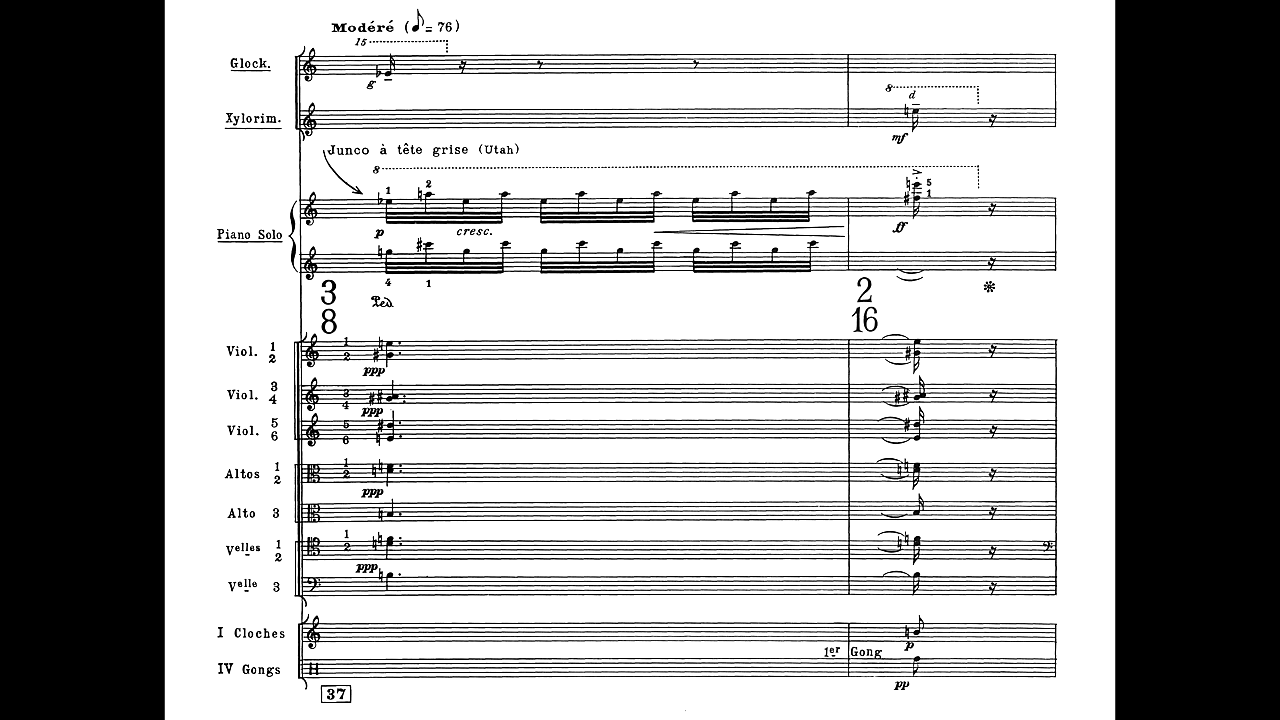 Modéré (♪ = 76)
15
Glock.
g
8
d
Xylorim.
mf
Junco à tête grise (Utah)
8
1 2 5
1
Piano Solo
p cresc. ff
4 1
3 2
8 16
Ped. *
Viol. 1 1
2 2
ppp
Viol. 3 3
4 4
ppp
Viol. 5 5
6 6
Altos 1 1
2 2
ppp
Alto 3
Velles 1 1
2 2
ppp
Velle 3
I Cloches
p
1er Gong
IV Gongs
pp
37